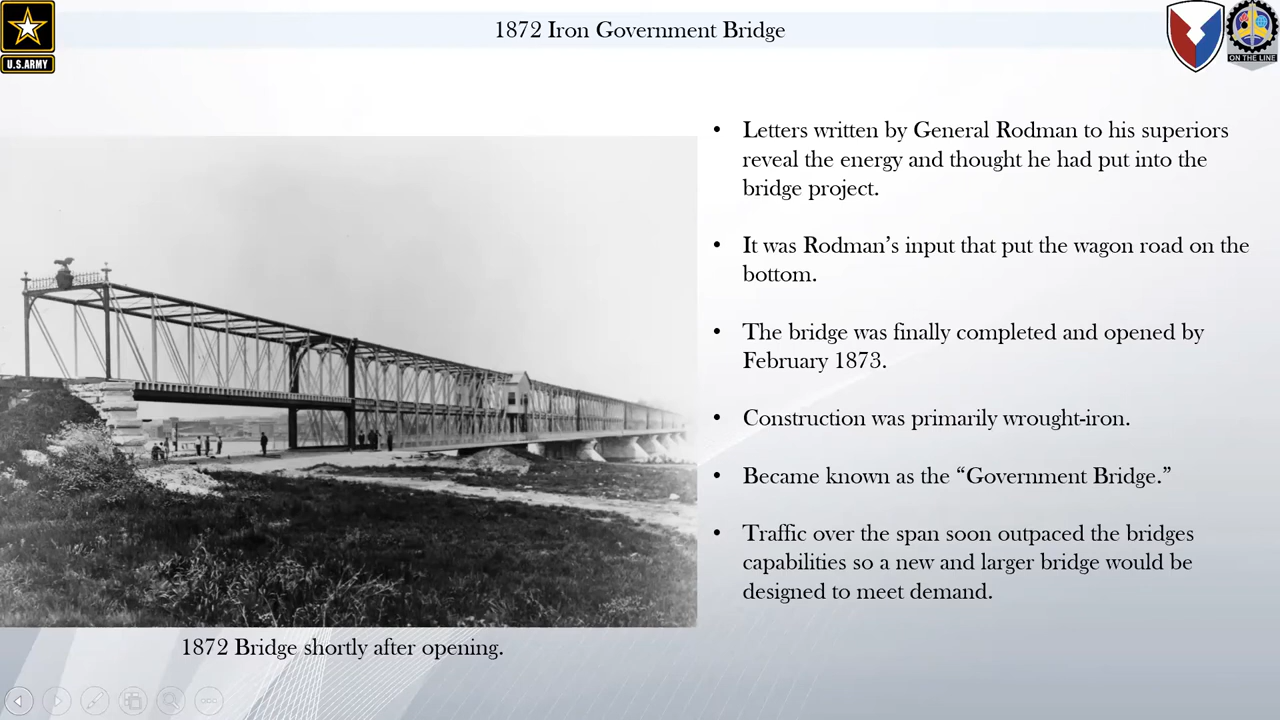 1872 Iron Government Bridge
U.S.ARMY
ON THE LINE
• Letters written by General Rodman to his superiors
reveal the energy and thought he had put into the
bridge project.
• It was Rodman’s input that put the wagon road on the
bottom.
• The bridge was finally completed and opened by
February 1873.
• Construction was primarily wrought-iron.
• Became known as the “Government Bridge.”
• Traffic over the span soon outpaced the bridges
capabilities so a new and larger bridge would be
designed to meet demand.
1872 Bridge shortly after opening.